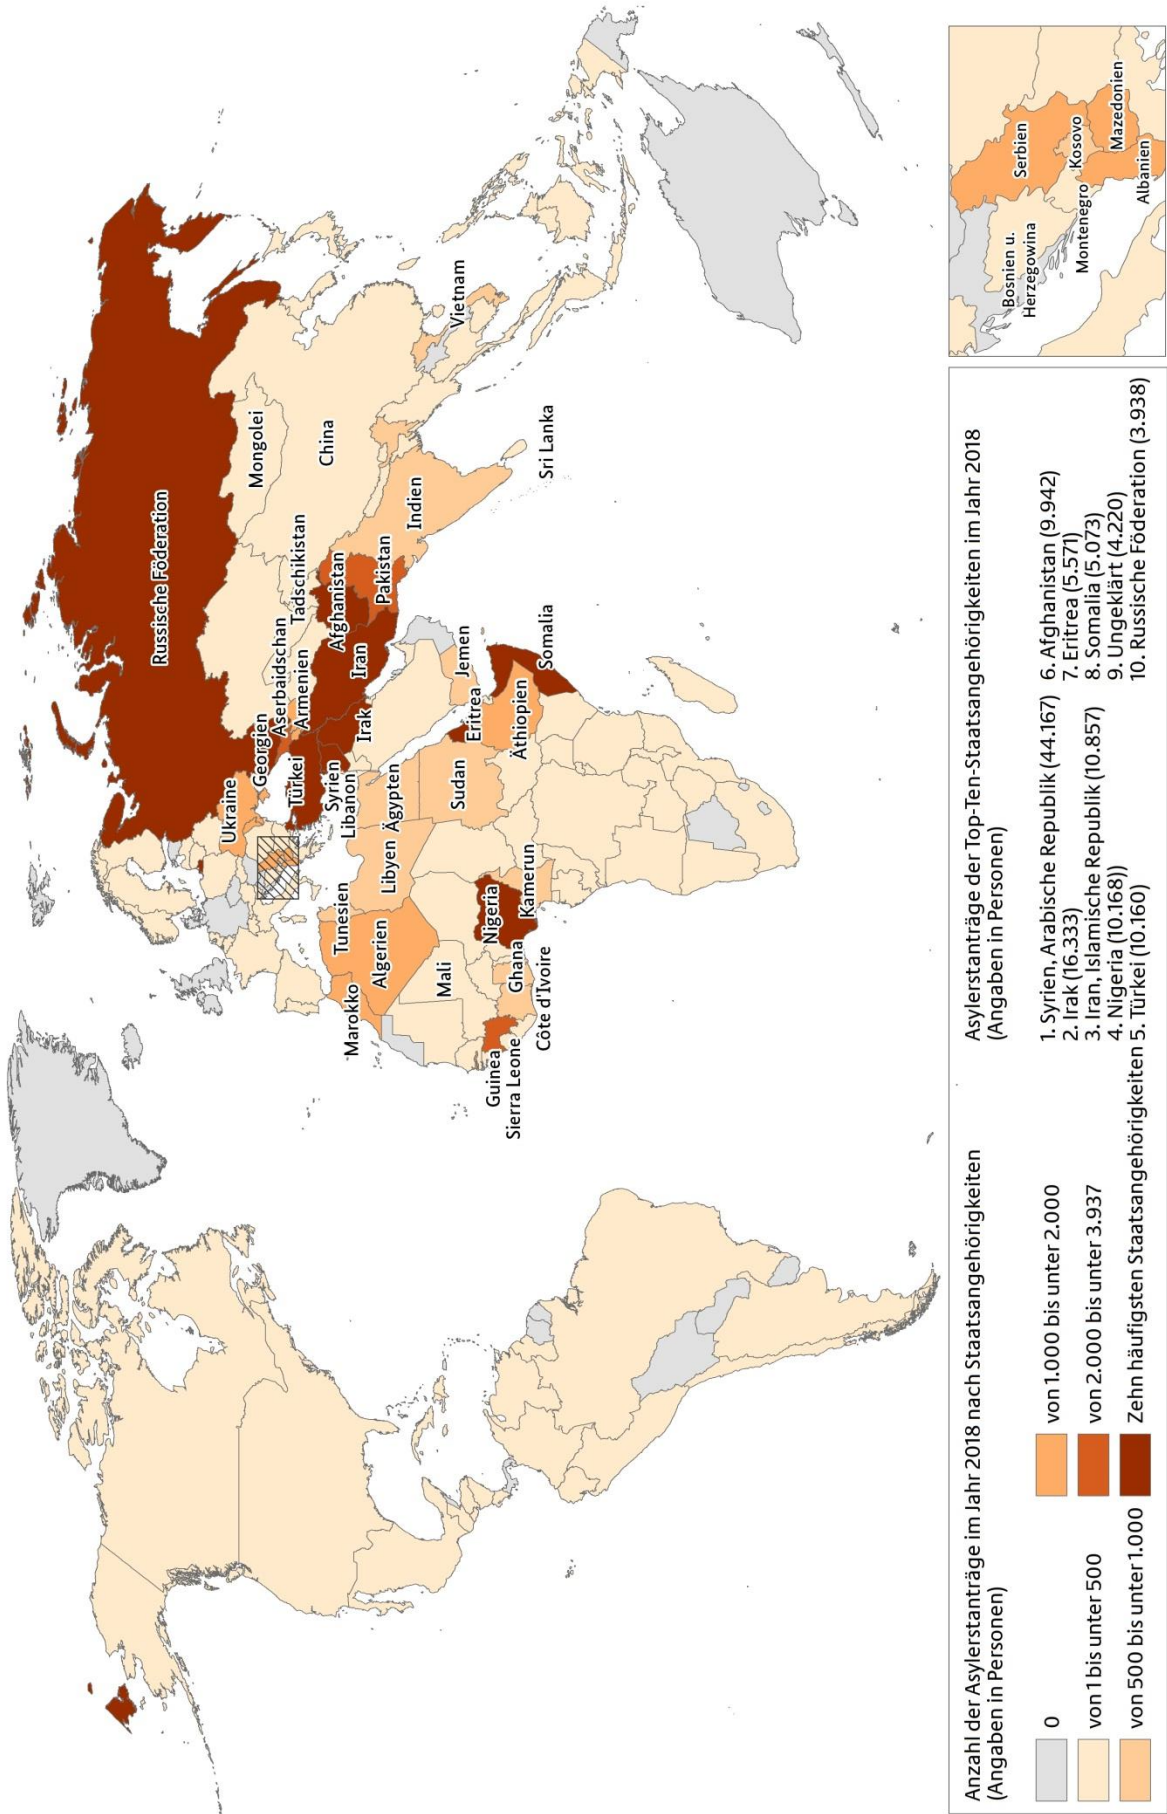 Russische Föderation
Mongolei
China
Ukraine
Georgien
Aserbaidschan
Armenien
Tadschikistan
Türkei
Syrien
Libanon
Irak
Iran
Afghanistan
Pakistan
Indien
Vietnam
Sri Lanka
Marokko
Tunesien
Algerien
Libyen
Ägypten
Jemen
Mali
Sudan
Eritrea
Nigeria
Äthiopien
Somalia
Guinea
Sierra Leone
Ghana
Kamerun
Côte d'Ivoire
Anzahl der Asylerstanträge im Jahr 2018 nach Staatsangehörigkeiten
(Angaben in Personen)
0
von 1 bis unter 500
von 500 bis unter 1.000
von 1.000 bis unter 2.000
von 2.000 bis unter 3.937
Zehn häufigsten Staatsangehörigkeiten
Asylerstanträge der Top-Ten-Staatsangehörigkeiten im Jahr 2018
(Angaben in Personen)
1. Syrien, Arabische Republik (44.167)
2. Irak (16.333)
3. Iran, Islamische Republik (10.857)
4. Nigeria (10.168))
5. Türkei (10.160)
6. Afghanistan (9.942)
7. Eritrea (5.571)
8. Somalia (5.073)
9. Ungeklärt (4.220)
10. Russische Föderation (3.938)
Serbien
Bosnien u.
Herzegowina
Kosovo
Montenegro
Mazedonien
Albanien